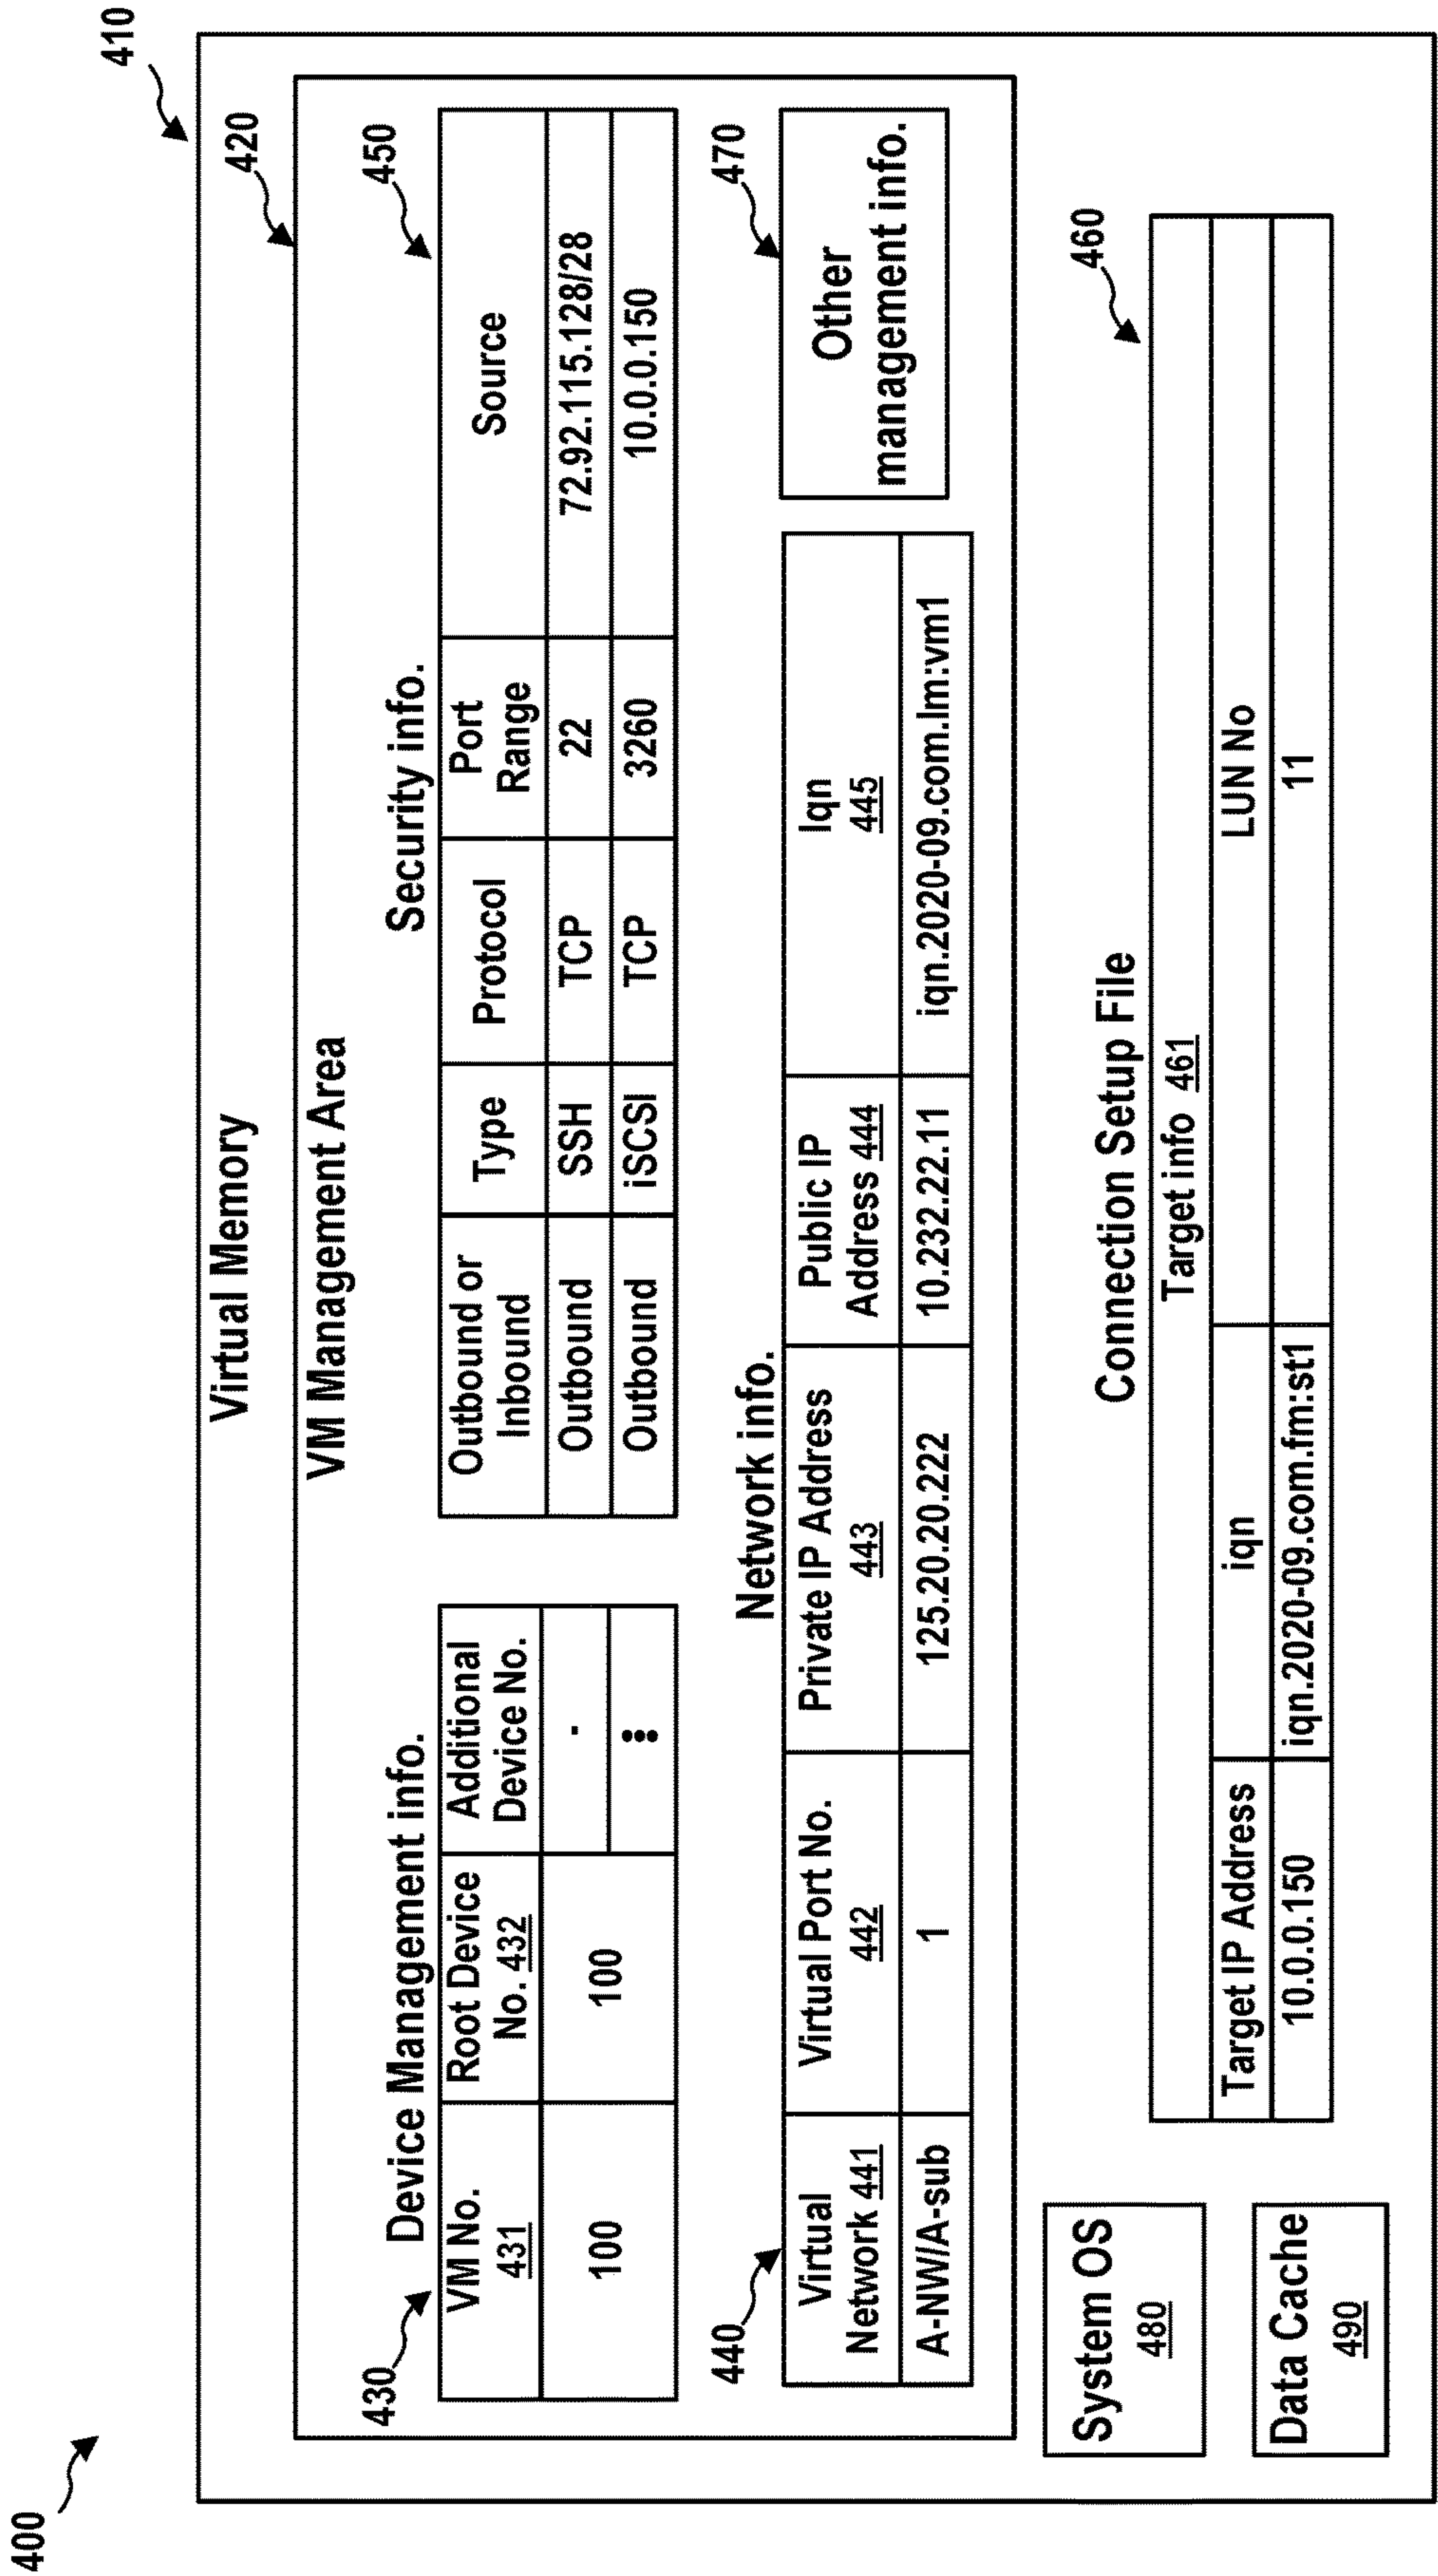 400
410
Virtual Memory
420
VM Management Area
430
Device Management info.
VM No.
431
Root Device
No. 432
Additional
Device No.
100
100
-
⋮
450
Security info.
Outbound or
Inbound
Type
Protocol
Port
Range
Source
Outbound
SSH
TCP
22
72.92.115.128/28
Outbound
iSCSI
TCP
3260
10.0.0.150
440
Network info.
Virtual
Network 441
Virtual Port No.
442
Private IP Address
443
Public IP
Address 444
Iqn
445
A-NW/A-sub
1
125.20.20.222
10.232.22.11
iqn.2020-09.com.lm:vm1
470
Other
management info.
System OS
480
Data Cache
490
Connection Setup File
460
Target info 461
Target IP Address
iqn
LUN No
10.0.0.150
iqn.2020-09.com.fm:st1
11